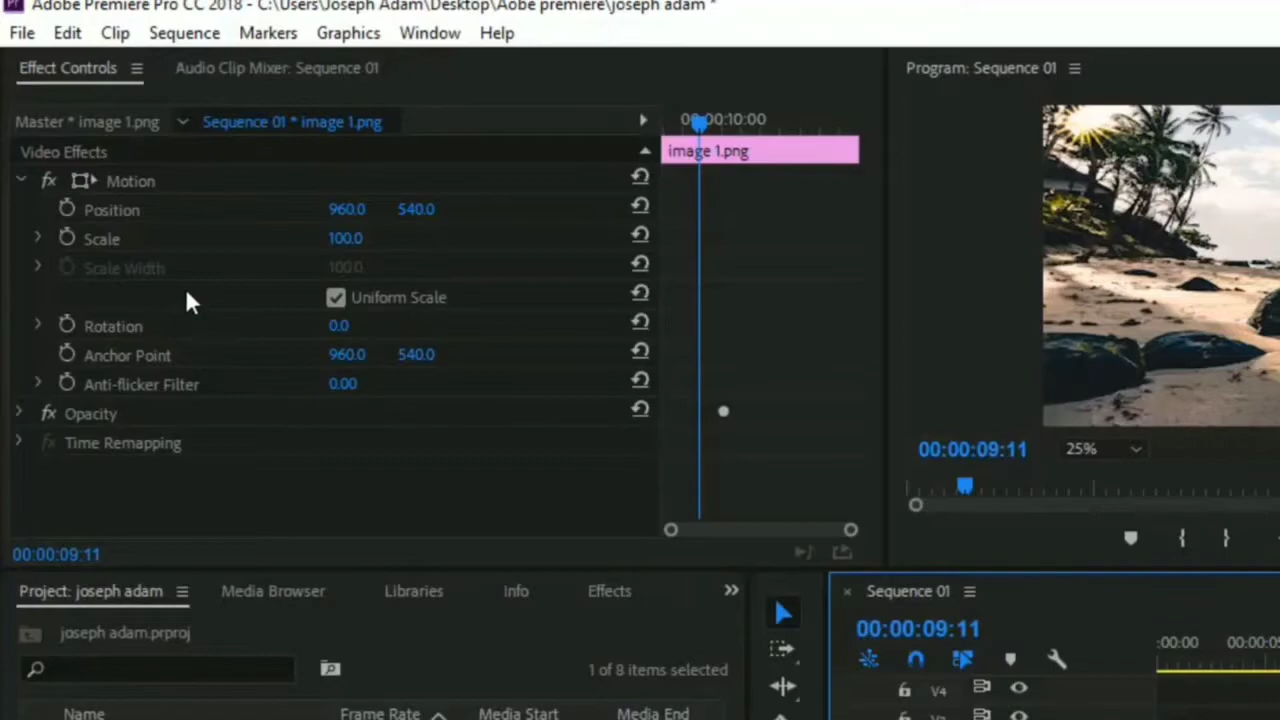 Adobe Premiere Pro CC 2018 - C:\Users\Joseph Adam\Desktop\Aobe premiere\joseph adam *
File Edit Clip Sequence Markers Graphics Window Help
Effect Controls
Audio Clip Mixer: Sequence 01
Program: Sequence 01
Master * image 1.png
Sequence 01 * image 1.png
00:00:10:00
Video Effects
image 1.png
fx Motion
Position 960.0 540.0
Scale 100.0
Scale Width 100.0
Uniform Scale
Rotation 0.0
Anchor Point 960.0 540.0
Anti-flicker Filter 0.00
fx Opacity
fx Time Remapping
00:00:09:11
25%
00:00:09:11
Project: joseph adam
Media Browser
Libraries
Info
Effects
Sequence 01
joseph adam.prproj
00:00:09:11
:00:00
1 of 8 items selected
V4
Name
Frame Rate
Media Start
Media End